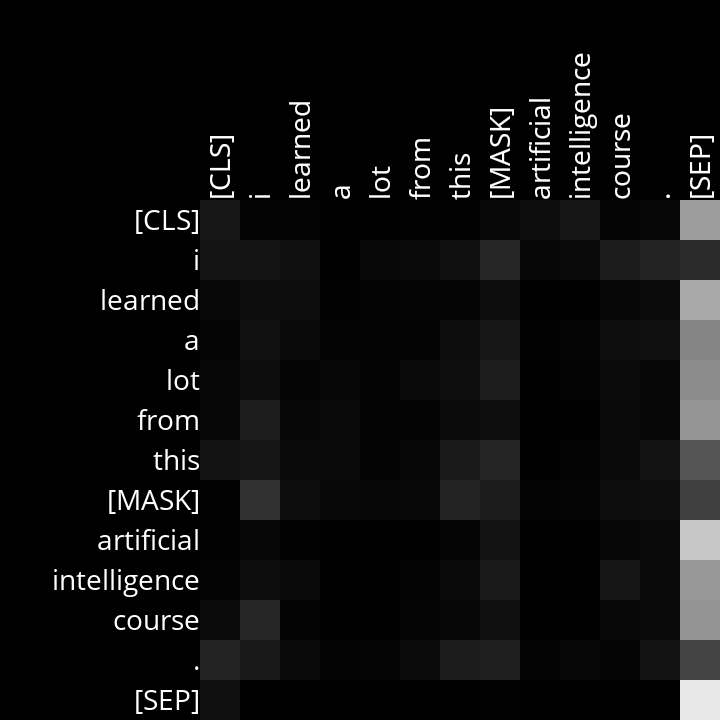 [CLS] i learned a lot from this [MASK] artificial intelligence course . [SEP]
[CLS]
i
learned
a
lot
from
this
[MASK]
artificial
intelligence
course
.
[SEP]